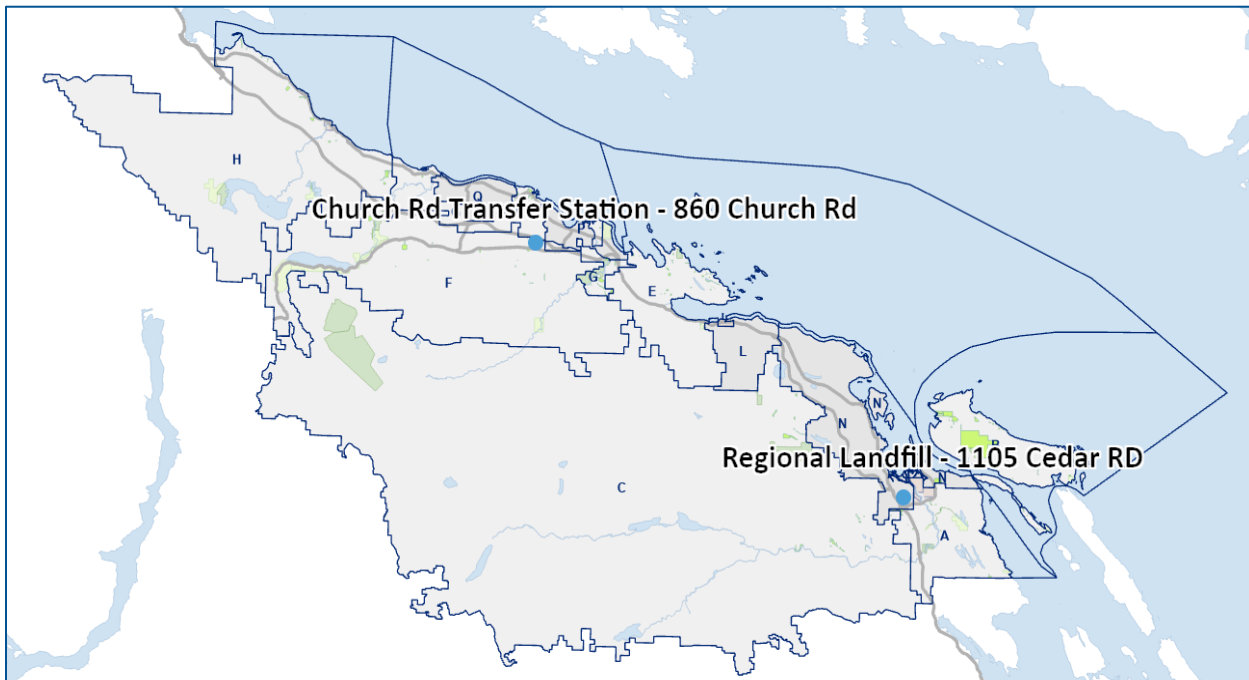 H
Q
Church Rd Transfer Station - 860 Church Rd
F
G
E
L
N
N
B
Regional Landfill - 1105 Cedar RD
N
C
A